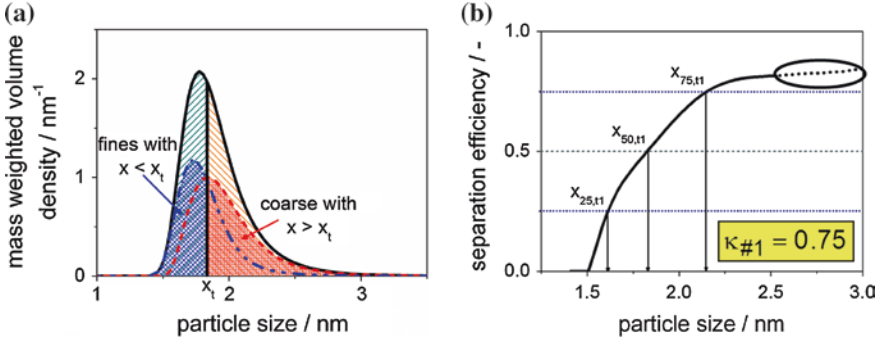 (a)
mass weighted volume
density / nm⁻¹
2
1
0
fines with
x < xₜ
coarse with
x > xₜ
1
xₜ
2
3
particle size / nm
(b)
separation efficiency / -
1.0
0.5
0.0
x₇₅,ₜ₁
x₅₀,ₜ₁
x₂₅,ₜ₁
κ#1 = 0.75
1.5
2.0
2.5
3.0
particle size / nm